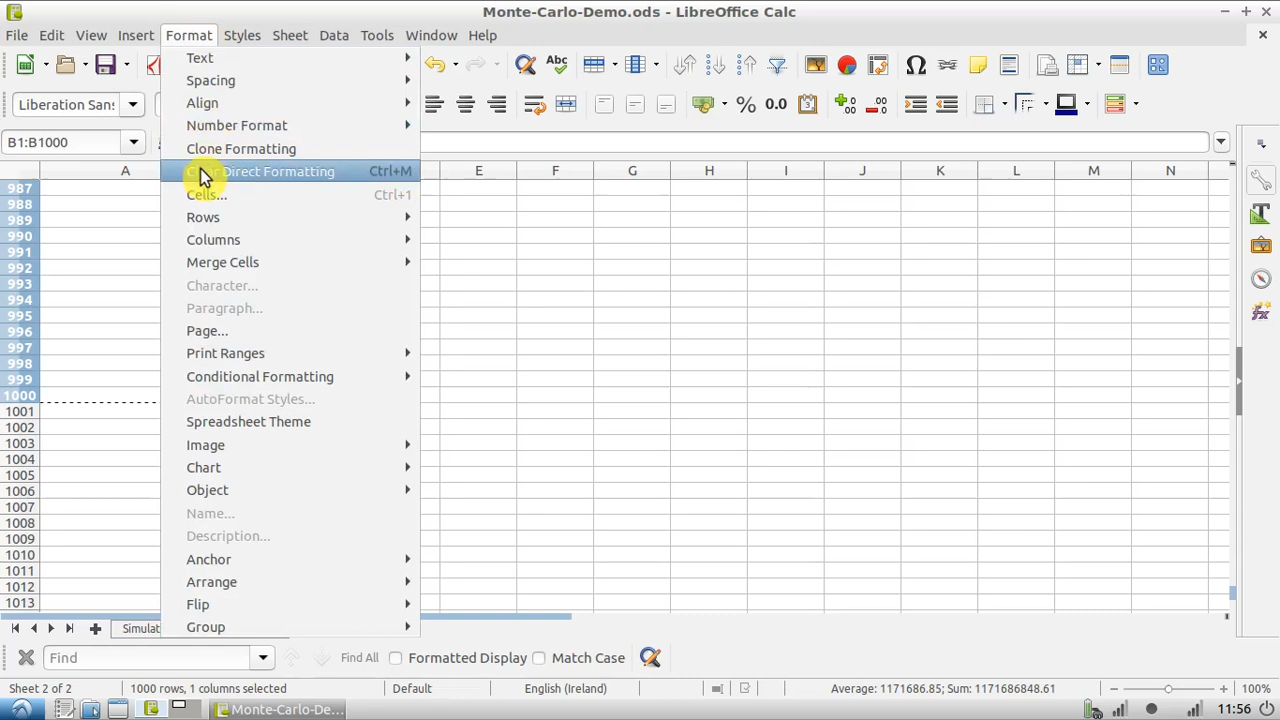 Monte-Carlo-Demo.ods - LibreOffice Calc
File Edit View Insert Format Styles Sheet Data Tools Window Help
Liberation Sans
B1:B1000
Text
Spacing
Align
Number Format
Clone Formatting
Clear Direct Formatting Ctrl+M
Cells... Ctrl+1
Rows
Columns
Merge Cells
Character...
Paragraph...
Page...
Print Ranges
Conditional Formatting
AutoFormat Styles...
Spreadsheet Theme
Image
Chart
Object
Name...
Description...
Anchor
Arrange
Flip
Group
A E F G H I J K L M N
987
988
989
990
991
992
993
994
995
996
997
998
999
1000
1001
1002
1003
1004
1005
1006
1007
1008
1009
1010
1011
1012
1013
Simulat
Find Find All Formatted Display Match Case
Sheet 2 of 2 1000 rows, 1 columns selected Default English (Ireland) Average: 1171686.85; Sum: 1171686848.61 100%
Monte-Carlo-De... 11:56